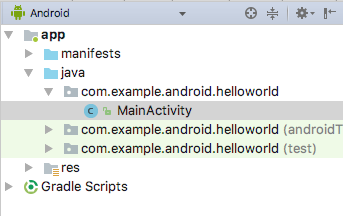 Android
app
manifests
java
com.example.android.helloworld
C MainActivity
com.example.android.helloworld (androidT
com.example.android.helloworld (test)
res
Gradle Scripts